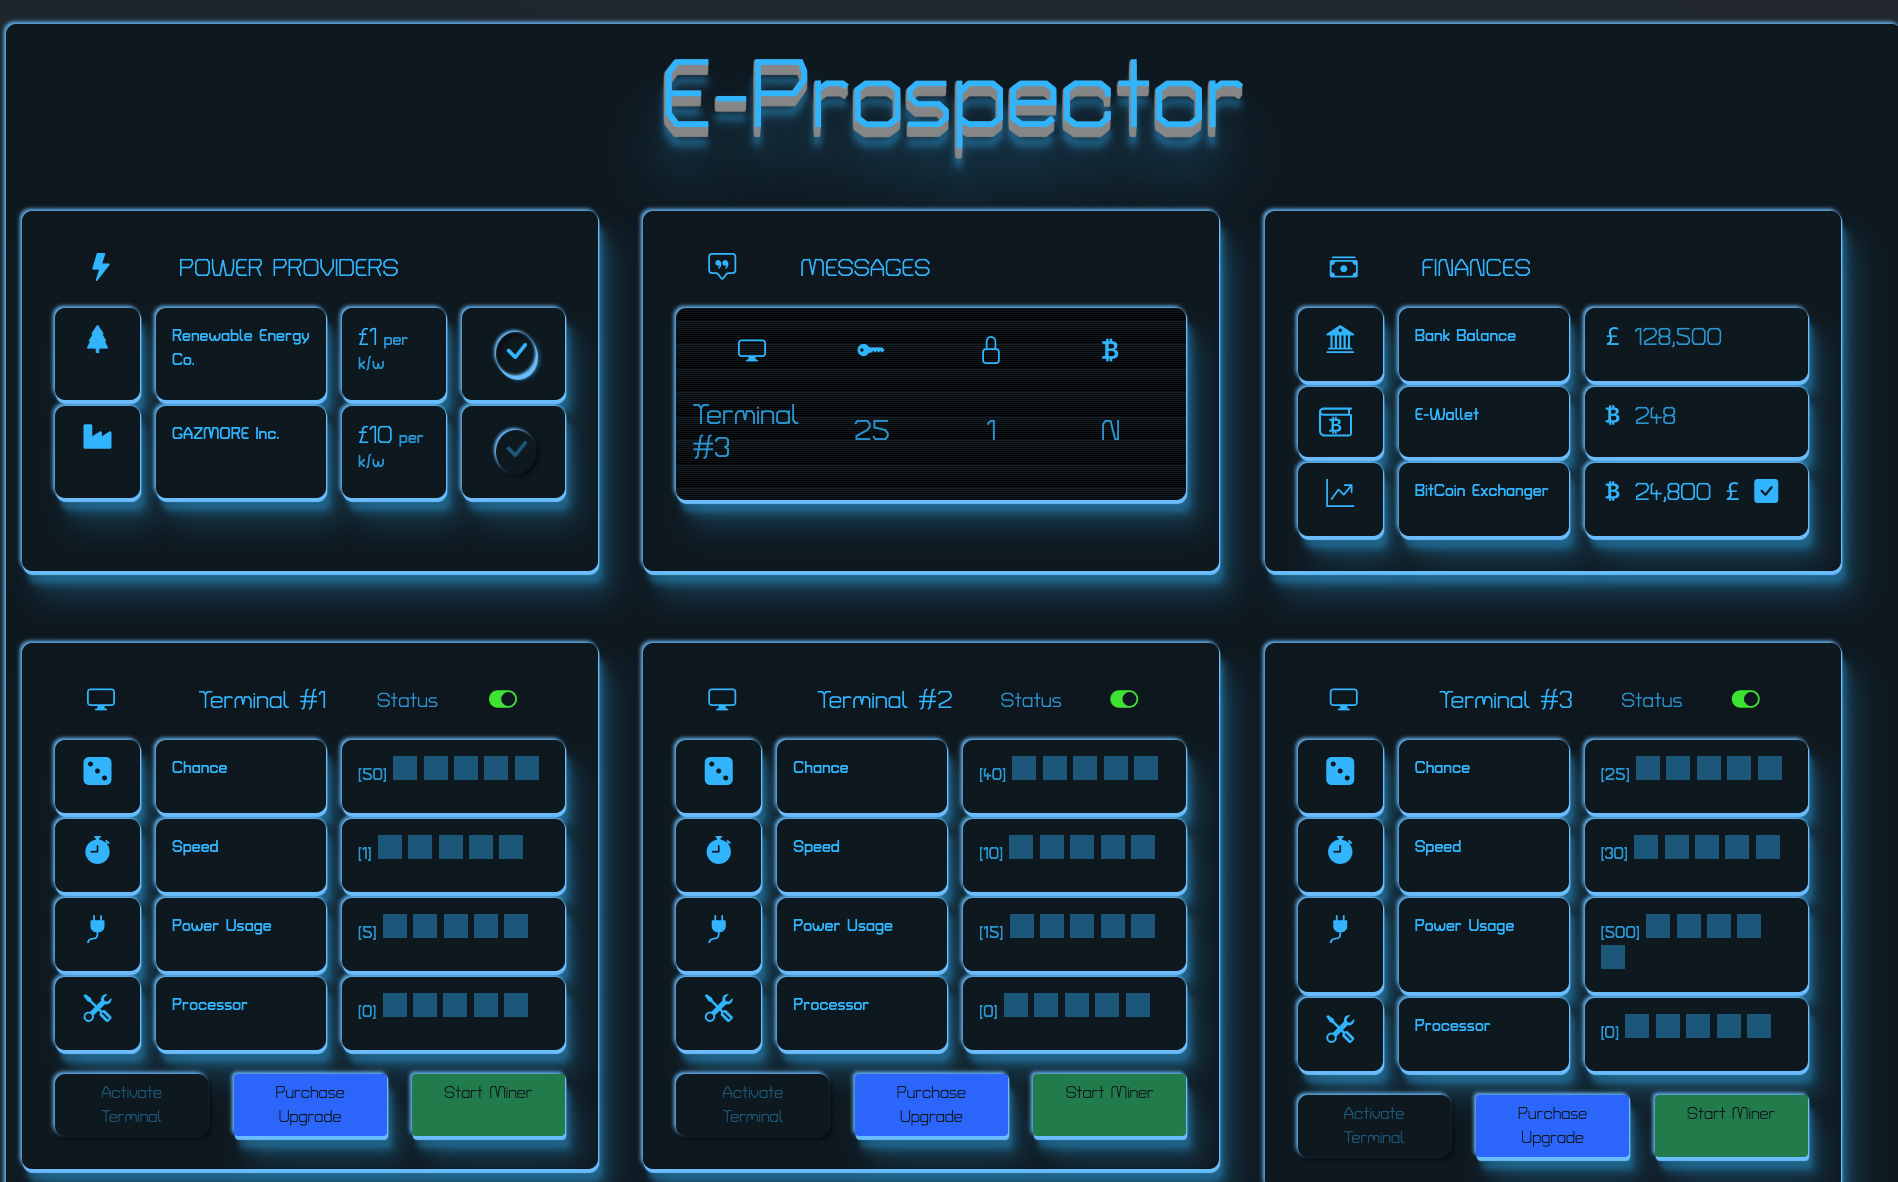 E-Prospector
POWER PROVIDERS
Renewable Energy
Co.
£1 per
k/w
GAZMORE Inc.
£10 per
k/w
MESSAGES
Terminal
#3
25
1
N
FINANCES
Bank Balance
£ 128,500
E-Wallet
₿ 248
BitCoin Exchanger
₿ 24,800 £
Terminal #1
Status
Chance
[50]
Speed
[1]
Power Usage
[5]
Processor
[0]
Activate
Terminal
Purchase
Upgrade
Start Miner
Terminal #2
Status
Chance
[40]
Speed
[10]
Power Usage
[15]
Processor
[0]
Activate
Terminal
Purchase
Upgrade
Start Miner
Terminal #3
Status
Chance
[25]
Speed
[30]
Power Usage
[500]
Processor
[0]
Activate
Terminal
Purchase
Upgrade
Start Miner